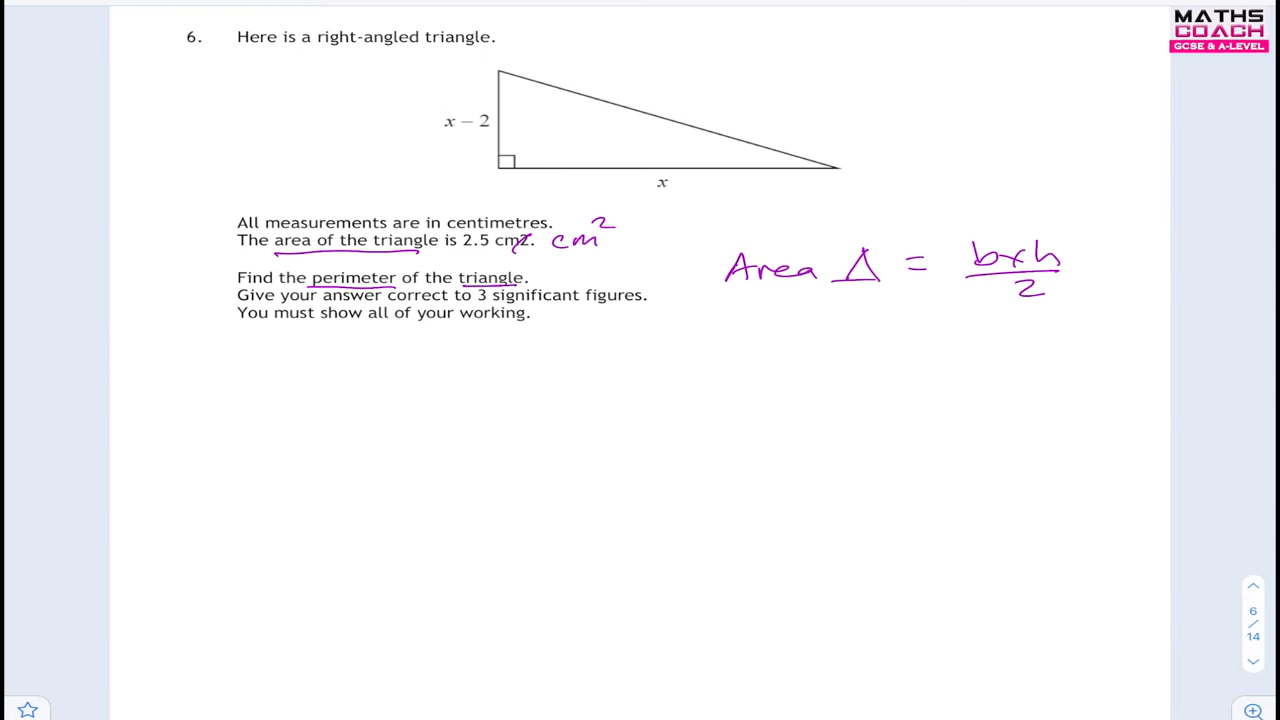 MATHS
COACH
GCSE & A-LEVEL
6. Here is a right-angled triangle.
x − 2
x
All measurements are in centimetres.
The area of the triangle is 2.5 cm2. cm²
Area Δ = b×h/2
Find the perimeter of the triangle.
Give your answer correct to 3 significant figures.
You must show all of your working.
6
/
14